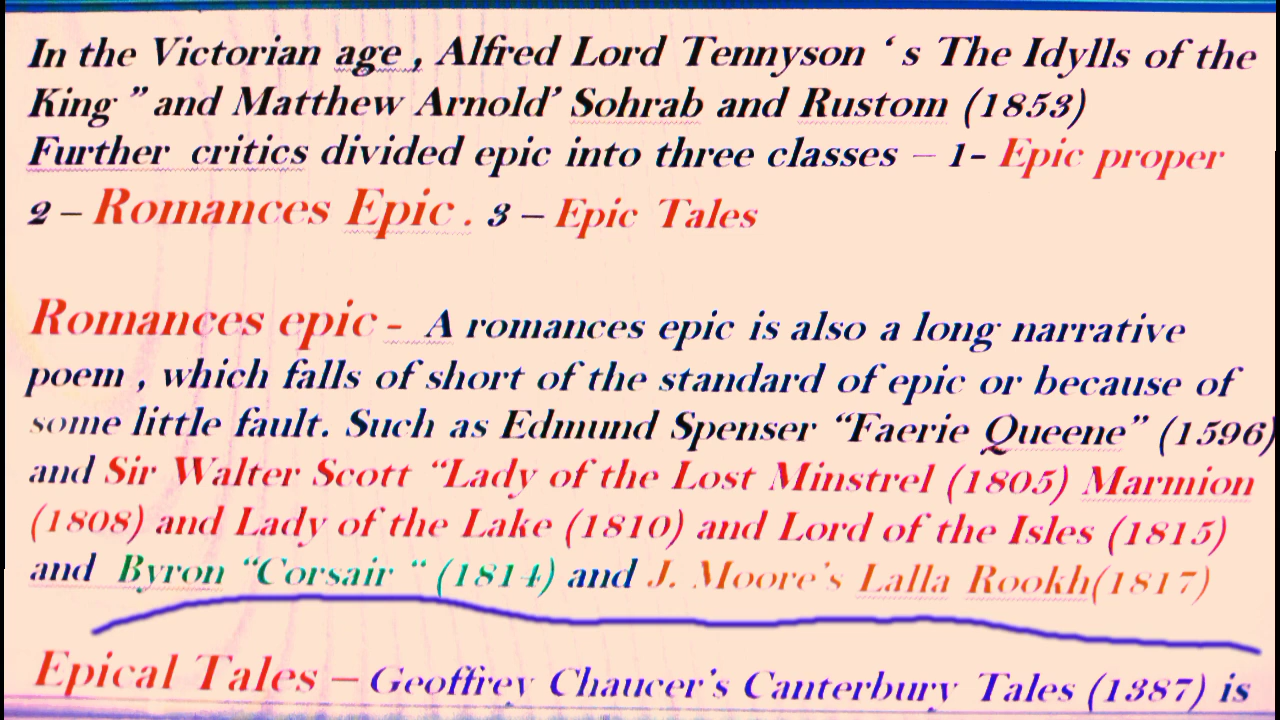 In the Victorian age , Alfred Lord Tennyson ‘ s The Idylls of the
King ” and Matthew Arnold’ Sohrab and Rustom (1853)
Further critics divided epic into three classes – 1- Epic proper
2 – Romances Epic . 3 – Epic Tales
Romances epic - A romances epic is also a long narrative
poem , which falls of short of the standard of epic or because of
some little fault. Such as Edmund Spenser “Faerie Queene” (1596)
and Sir Walter Scott “Lady of the Lost Minstrel (1805) Marmion
(1808) and Lady of the Lake (1810) and Lord of the Isles (1815)
and Byron “Corsair “ (1814) and J. Moore's Lalla Rookh(1817)
Epical Tales – Geoffrey Chaucer's Canterbury Tales (1387) is